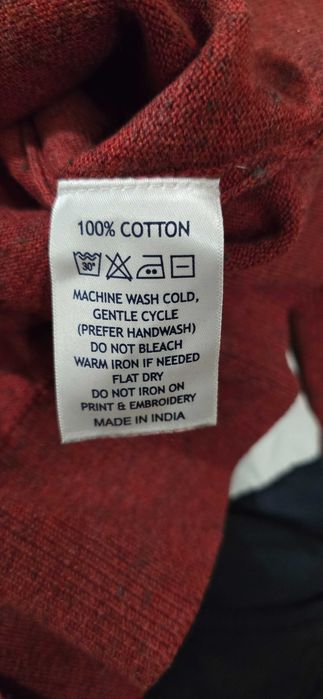 100% COTTON
30°
MACHINE WASH COLD,
GENTLE CYCLE
(PREFER HANDWASH)
DO NOT BLEACH
WARM IRON IF NEEDED
FLAT DRY
DO NOT IRON ON
PRINT & EMBROIDERY
MADE IN INDIA